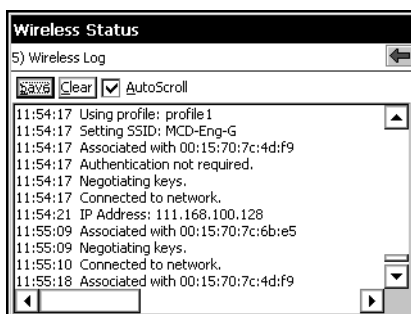 Wireless Status
5) Wireless Log
Save Clear AutoScroll
11:54:17 Using profile: profile1
11:54:17 Setting SSID: MCD-Eng-G
11:54:17 Associated with 00:15:70:7c:4d:f9
11:54:17 Authentication not required.
11:54:17 Negotiating keys.
11:54:17 Connected to network.
11:54:21 IP Address: 111.168.100.128
11:55:09 Associated with 00:15:70:7c:6b:e5
11:55:09 Negotiating keys.
11:55:10 Connected to network.
11:55:18 Associated with 00:15:70:7c:4d:f9